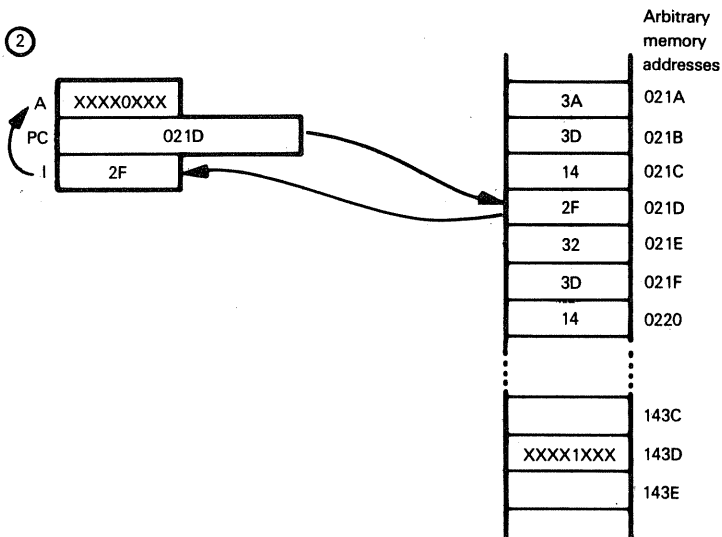 Arbitrary
memory
addresses
2
A XXXX0XXX
PC 021D
I 2F
3A 021A
3D 021B
14 021C
2F 021D
32 021E
3D 021F
14 0220
143C
XXXX1XXX 143D
143E